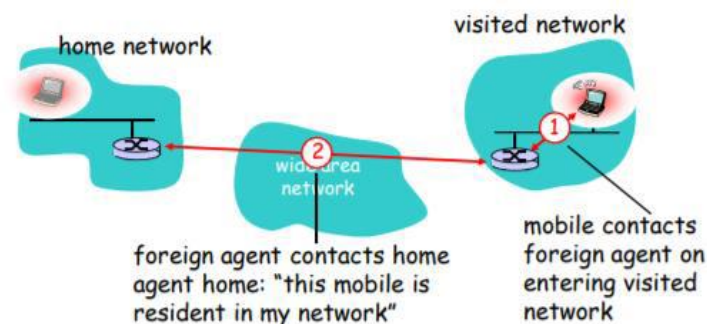 home network
visited network
1
2
wide area
network
foreign agent contacts home
agent home: “this mobile is
resident in my network”
mobile contacts
foreign agent on
entering visited
network